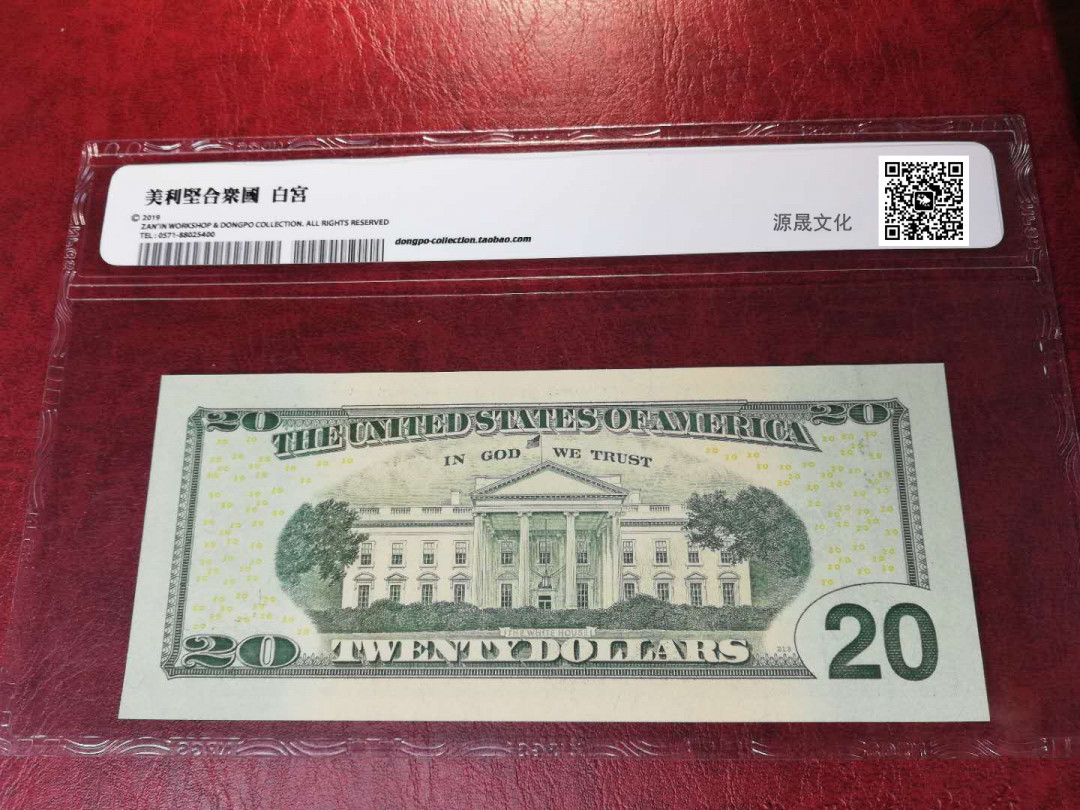 美利堅合衆國 白宮
© 2019
ZAN'IN WORKSHOP & DONGPO COLLECTION. ALL RIGHTS RESERVED
TEL : 0571-88025400
dongpo-collection.taobao.com
源晟文化
20 20
THE UNITED STATES OF AMERICA
IN GOD WE TRUST
THE WHITE HOUSE
20 TWENTY DOLLARS 213 20